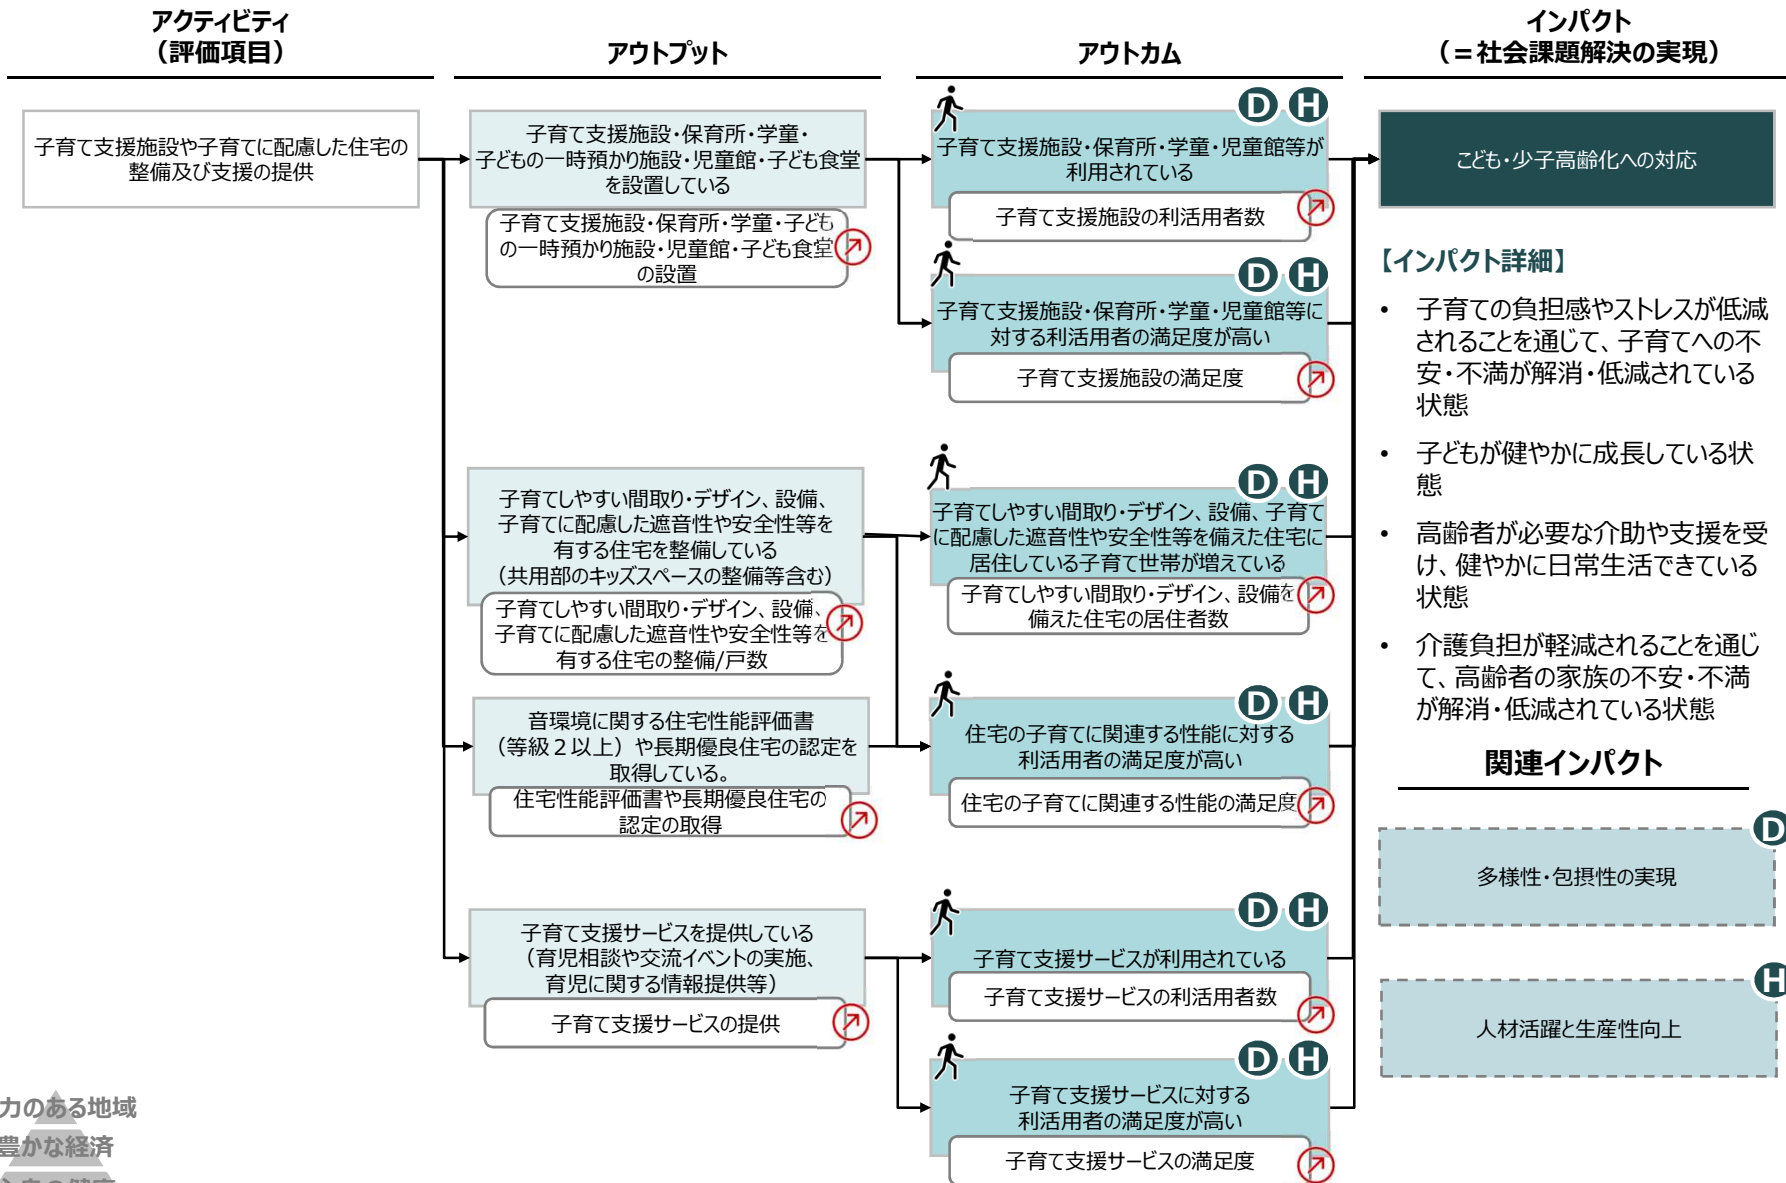 アクティビティ
（評価項目）
アウトプット
アウトカム
インパクト
（＝社会課題解決の実現）
子育て支援施設や子育てに配慮した住宅の
整備及び支援の提供
子育て支援施設・保育所・学童・
子どもの一時預かり施設・児童館・子ども食堂
を設置している
子育て支援施設・保育所・学童・子ども
の一時預かり施設・児童館・子ども食堂
の設置
子育てしやすい間取り・デザイン、設備、
子育てに配慮した遮音性や安全性等を
有する住宅を整備している
（共用部のキッズスペースの整備等含む）
子育てしやすい間取り・デザイン、設備、
子育てに配慮した遮音性や安全性等を
有する住宅の整備/戸数
音環境に関する住宅性能評価書
（等級２以上）や長期優良住宅の認定を
取得している。
住宅性能評価書や長期優良住宅の
認定の取得
子育て支援サービスを提供している
（育児相談や交流イベントの実施、
育児に関する情報提供等）
子育て支援サービスの提供
D H
子育て支援施設・保育所・学童・児童館等が
利用されている
子育て支援施設の利活用者数
D H
子育て支援施設・保育所・学童・児童館等に
対する利活用者の満足度が高い
子育て支援施設の満足度
D H
子育てしやすい間取り・デザイン、設備、子育て
に配慮した遮音性や安全性等を備えた住宅に
居住している子育て世帯が増えている
子育てしやすい間取り・デザイン、設備を
備えた住宅の居住者数
D H
住宅の子育てに関連する性能に対する
利活用者の満足度が高い
住宅の子育てに関連する性能の満足度
D H
子育て支援サービスが利用されている
子育て支援サービスの利活用者数
D H
子育て支援サービスに対する
利活用者の満足度が高い
子育て支援サービスの満足度
こども・少子高齢化への対応
【インパクト詳細】
• 子育ての負担感やストレスが低減
されることを通じて、子育てへの不
安・不満が解消・低減されている
状態
• 子どもが健やかに成長している状
態
• 高齢者が必要な介助や支援を受
け、健やかに日常生活できている
状態
• 介護負担が軽減されることを通じ
て、高齢者の家族の不安・不満
が解消・低減されている状態
関連インパクト
D
多様性・包摂性の実現
H
人材活躍と生産性向上
力のある地域
豊かな経済